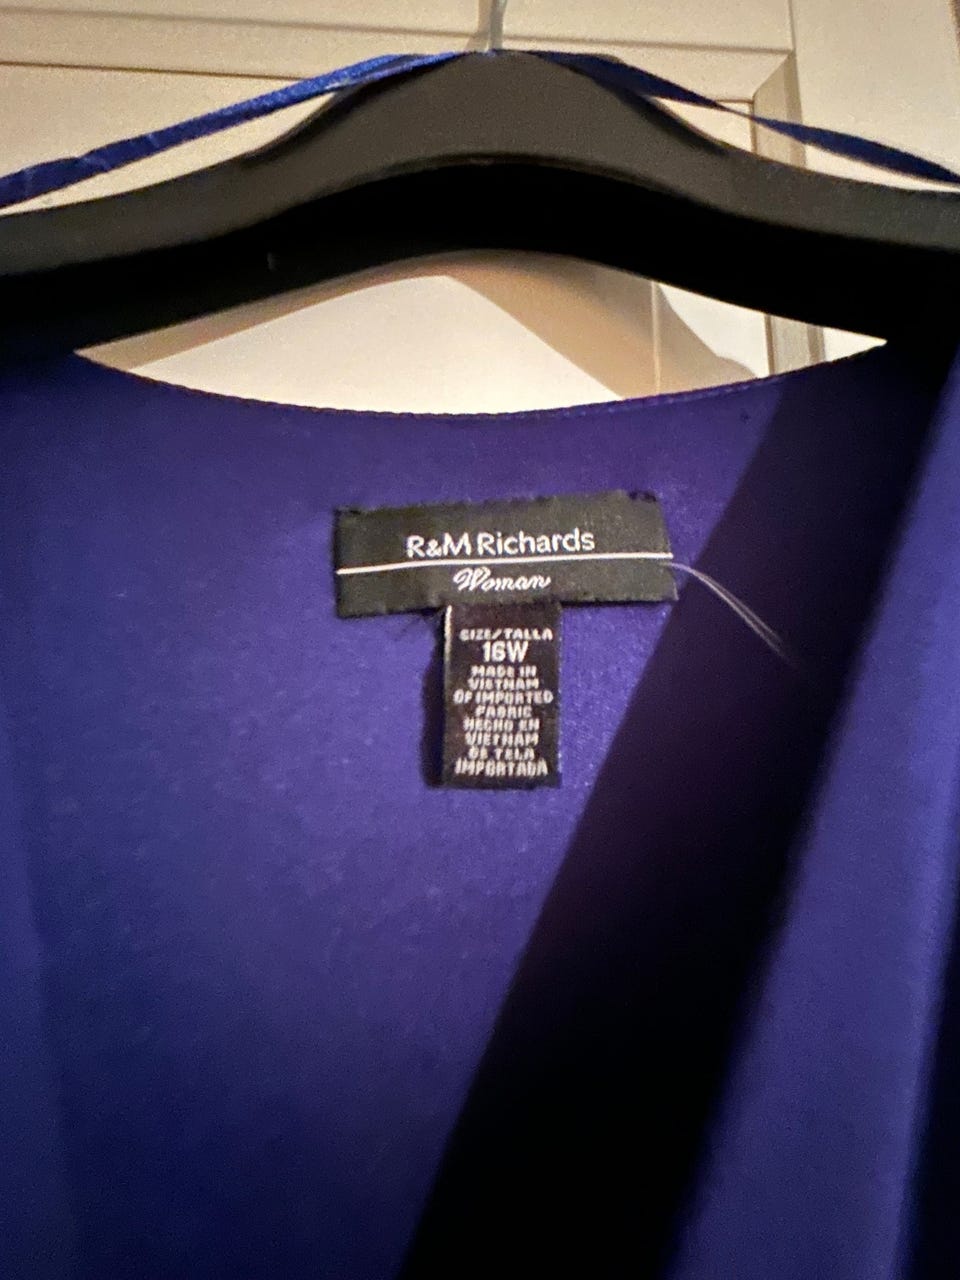 R&M Richards
Woman
SIZE/TALLA
16W
MADE IN
VIETNAM
OF IMPORTED
FABRIC
HECHO EN
VIETNAM
DE TELA
IMPORTADA